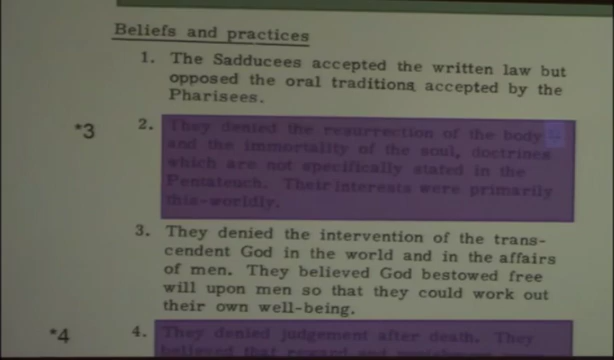 Beliefs and practices
1. The Sadducees accepted the written law but
opposed the oral traditions accepted by the
Pharisees.
*3 2. They denied the resurrection of the body
and the immortality of the soul, doctrines
which are not specifically stated in the
Pentateuch. Their interests were primarily
this-worldly.
3. They denied the intervention of the trans-
cendent God in the world and in the affairs
of men. They believed God bestowed free
will upon men so that they could work out
their own well-being.
*4 4. They denied judgement after death. They
believed that reward and